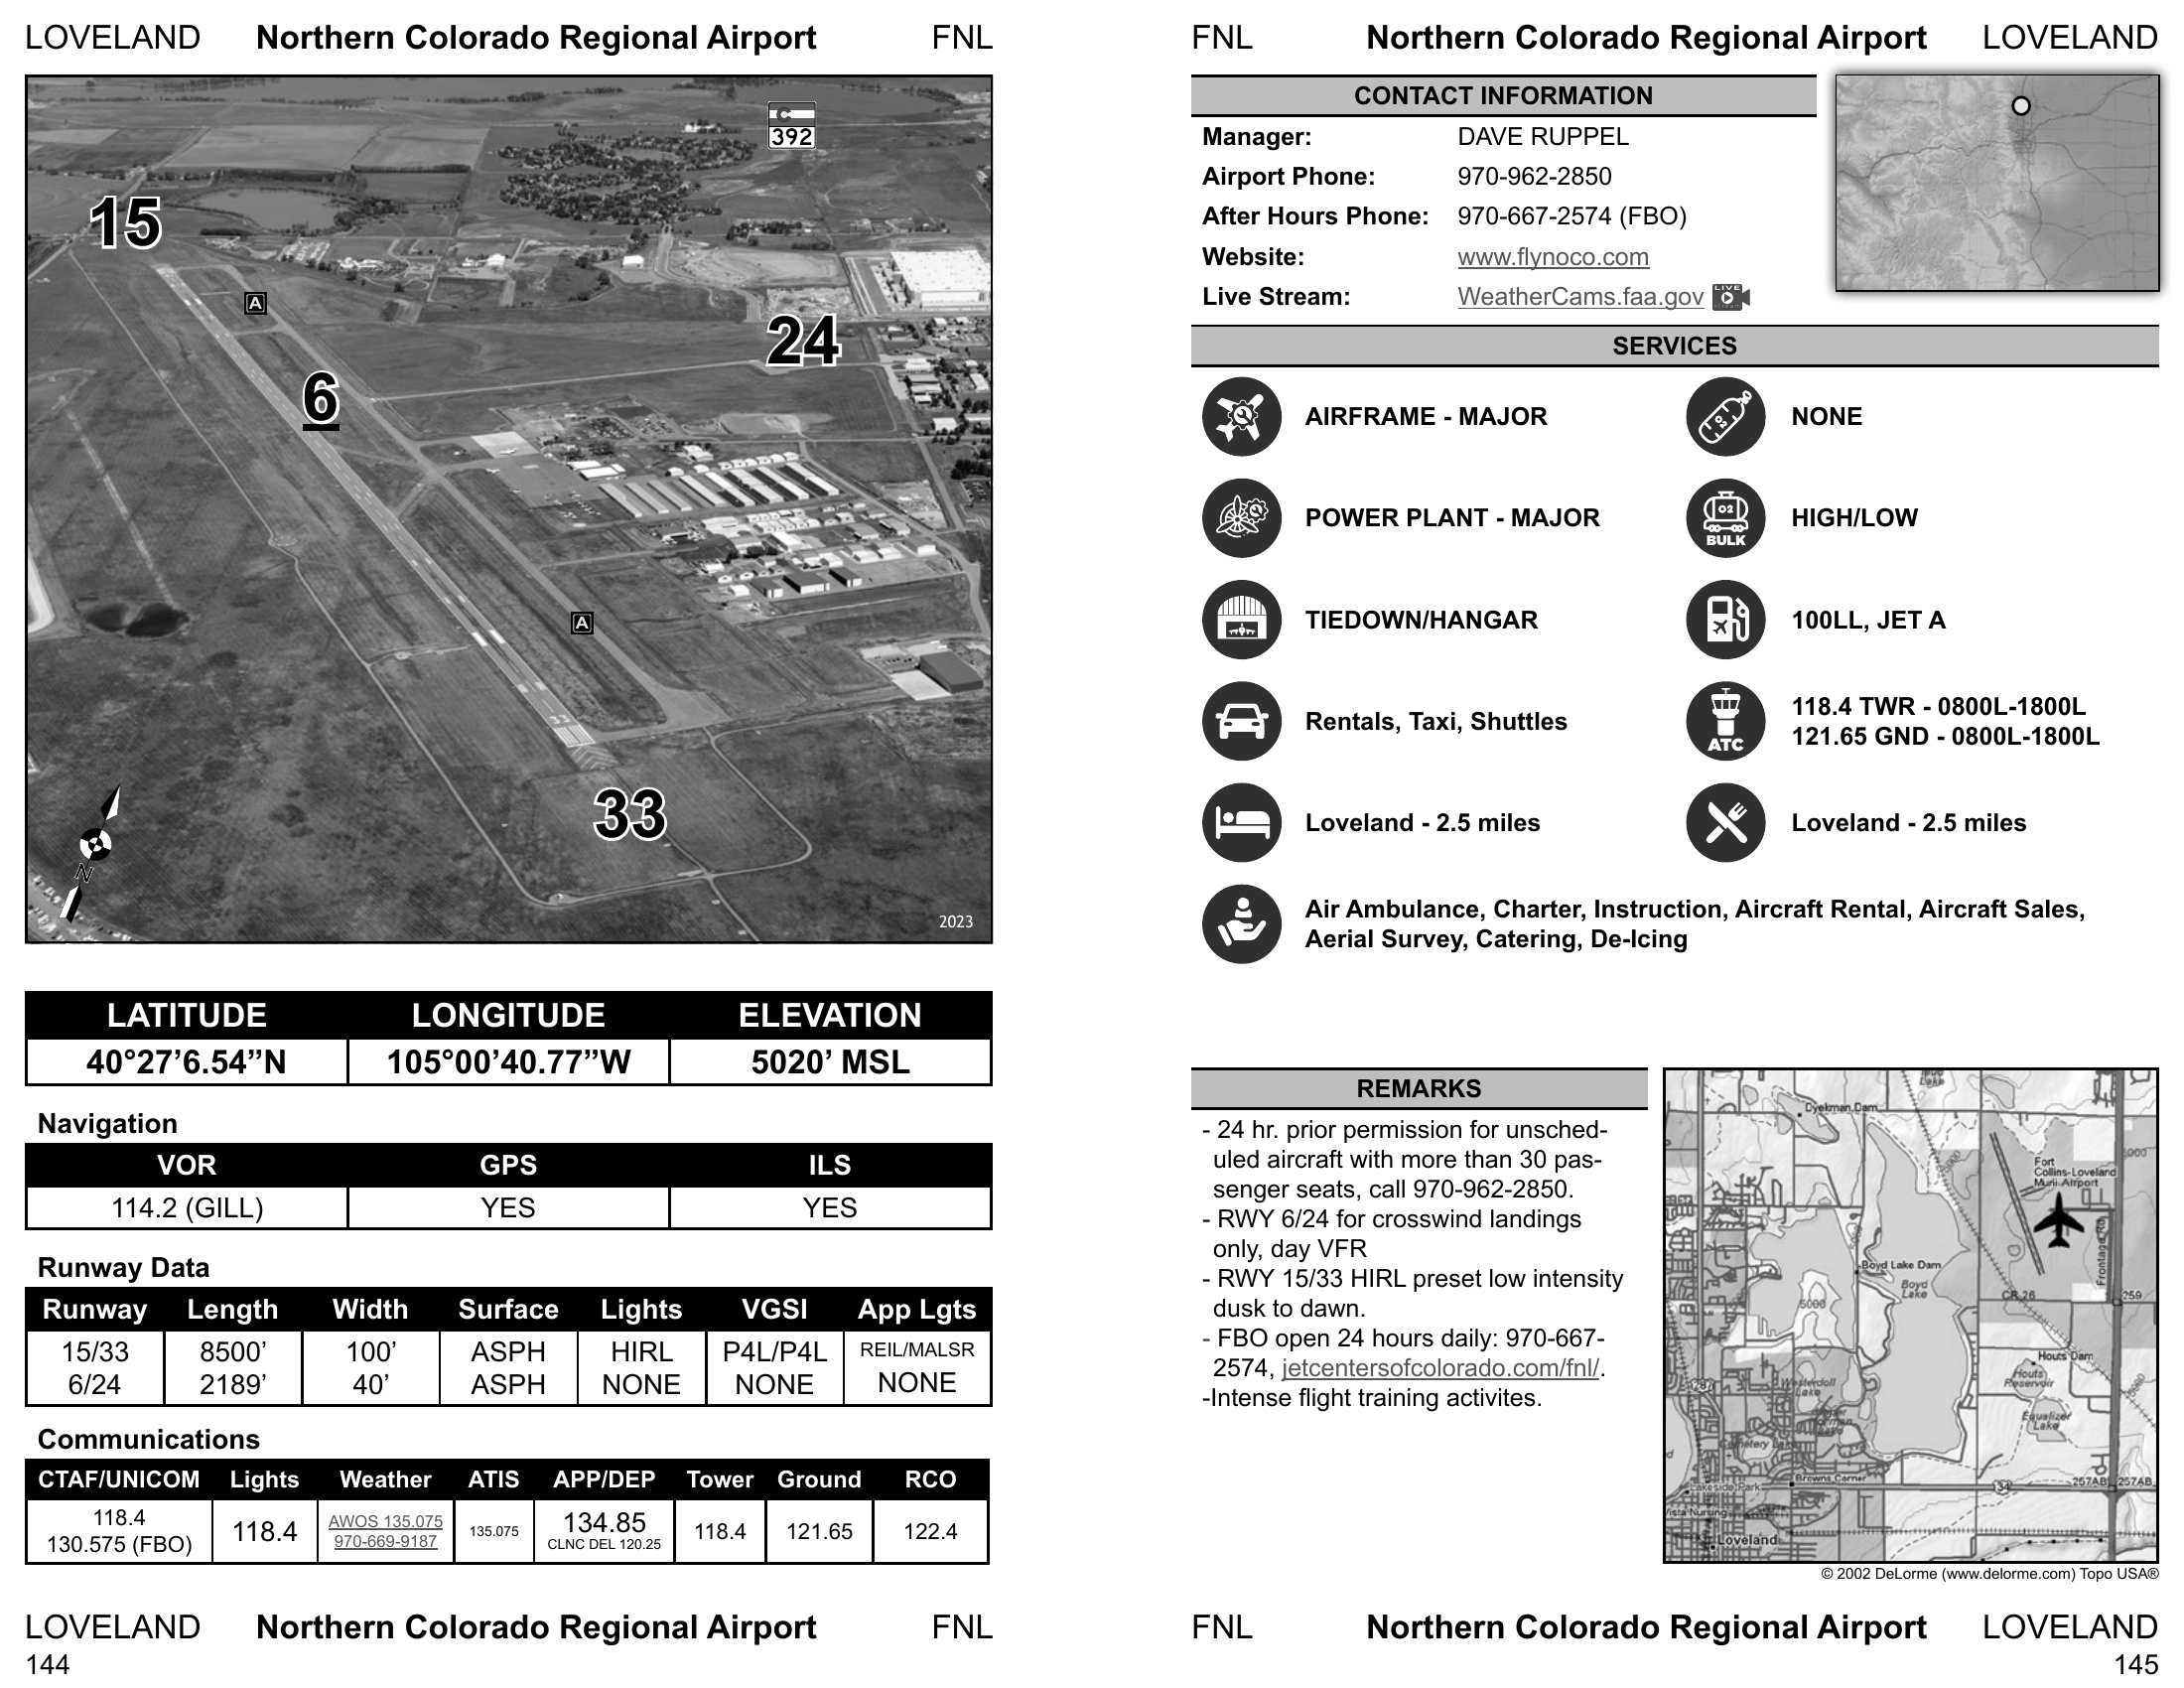 LOVELAND Northern Colorado Regional Airport FNL
392
15
A
24
6
A
33
N
2023
LATITUDE LONGITUDE ELEVATION
40°27’6.54”N 105°00’40.77”W 5020’ MSL
Navigation
VOR GPS ILS
114.2 (GILL) YES YES
Runway Data
Runway Length Width Surface Lights VGSI App Lgts
15/33 8500’ 100’ ASPH HIRL P4L/P4L REIL/MALSR
6/24 2189’ 40’ ASPH NONE NONE NONE
Communications
CTAF/UNICOM Lights Weather ATIS APP/DEP Tower Ground RCO
118.4 118.4 AWOS 135.075 135.075 134.85 118.4 121.65 122.4
130.575 (FBO) 970-669-9187 CLNC DEL 120.25
LOVELAND Northern Colorado Regional Airport FNL
144
FNL Northern Colorado Regional Airport LOVELAND
CONTACT INFORMATION
Manager: DAVE RUPPEL
Airport Phone: 970-962-2850
After Hours Phone: 970-667-2574 (FBO)
Website: www.flynoco.com
Live Stream: WeatherCams.faa.gov LIVE
SERVICES
AIRFRAME - MAJOR
O2 NONE
POWER PLANT - MAJOR
O2 BULK HIGH/LOW
TIEDOWN/HANGAR
100LL, JET A
Rentals, Taxi, Shuttles
ATC 118.4 TWR - 0800L-1800L
121.65 GND - 0800L-1800L
Loveland - 2.5 miles
Loveland - 2.5 miles
Air Ambulance, Charter, Instruction, Aircraft Rental, Aircraft Sales,
Aerial Survey, Catering, De-Icing
REMARKS
- 24 hr. prior permission for unsched-
uled aircraft with more than 30 pas-
senger seats, call 970-962-2850.
- RWY 6/24 for crosswind landings
only, day VFR
- RWY 15/33 HIRL preset low intensity
dusk to dawn.
- FBO open 24 hours daily: 970-667-
2574, jetcentersofcolorado.com/fnl/.
-Intense flight training activites.
Lake
Dyekman Dam
5000
5000
Fort
Collins-Loveland
Muni Airport
Frontage Rd
Boyd Lake Dam
Boyd
Lake
5000
CR 26
259
Houts Dam
Houts
Reservoir
5000
287
Westerdoll
Lake
Equalizer
Lake
Cemetery Lake
Browns Corner
Lakeside Park
34
257AB 257AB
Loveland
© 2002 DeLorme (www.delorme.com) Topo USA®
FNL Northern Colorado Regional Airport LOVELAND
145